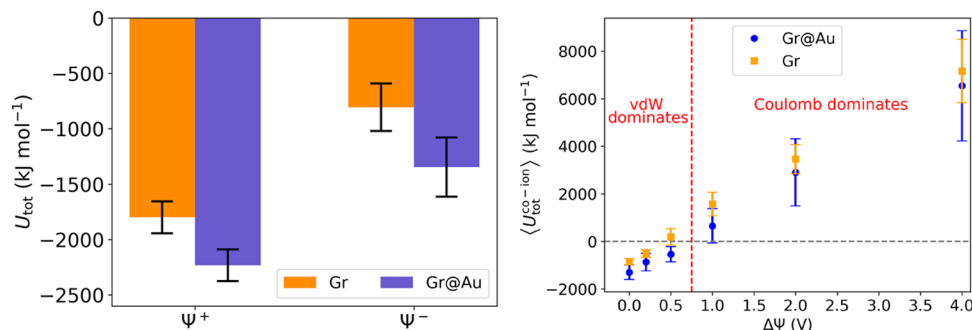 0
−500
−1000
−1500
−2000
−2500
U_tot (kJ mol⁻¹)
Gr
Gr@Au
Ψ⁺
Ψ⁻
8000
6000
4000
2000
0
−2000
⟨U_tot^co−ion⟩ (kJ mol⁻¹)
Gr@Au
Gr
vdW
dominates
Coulomb dominates
0.0 0.5 1.0 1.5 2.0 2.5 3.0 3.5 4.0
ΔΨ (V)